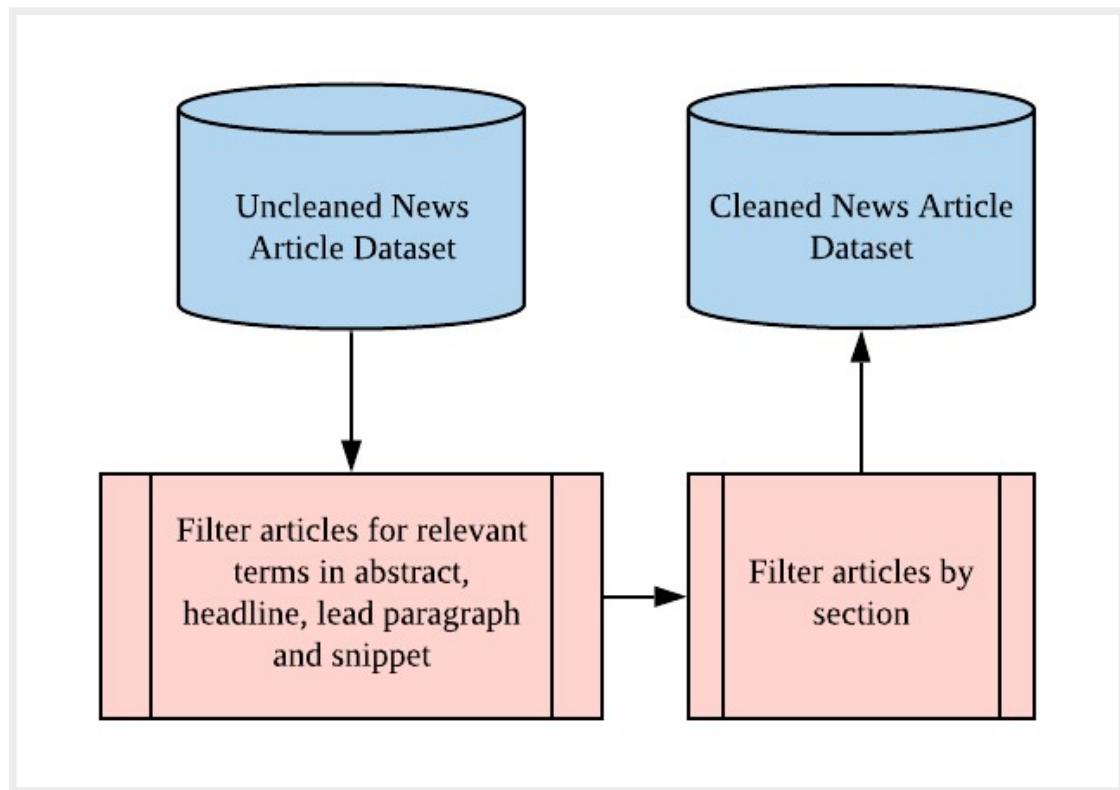 Uncleaned News
Article Dataset
Cleaned News Article
Dataset
Filter articles for relevant
terms in abstract,
headline, lead paragraph
and snippet
Filter articles by
section